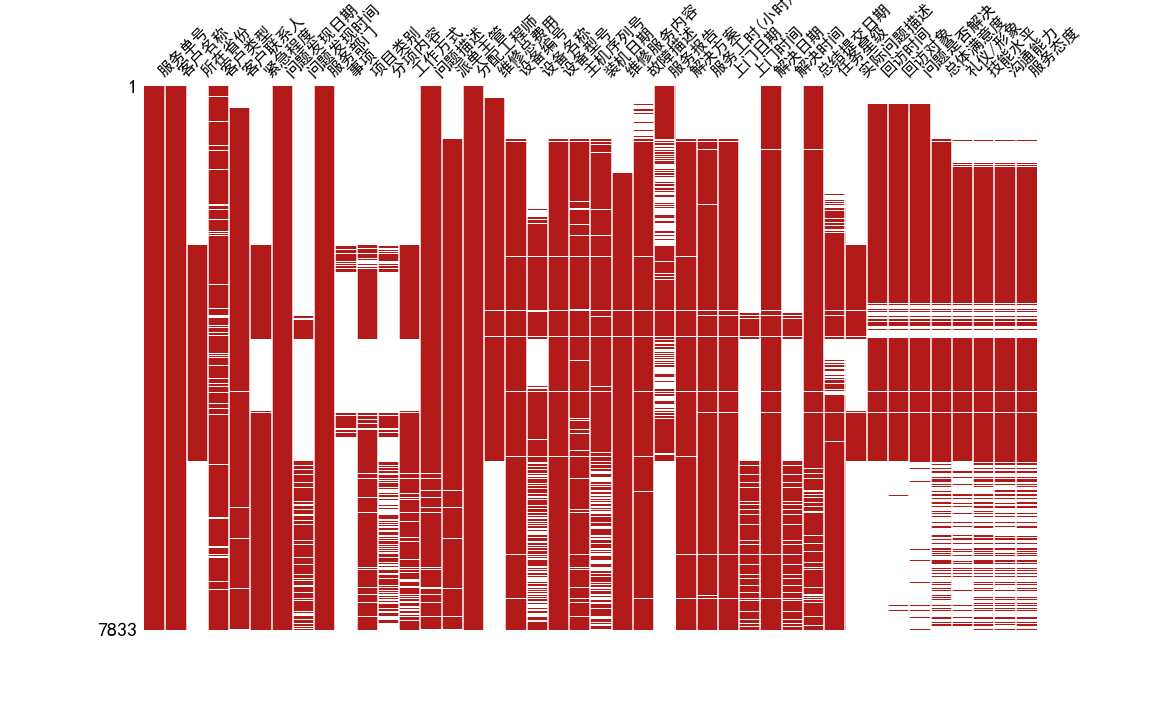 服务单号
客户名称
所在省份
客户类型
客户联系人
紧急程度
问题发现日期
问题发现时间
服务部门
事项
项目类别
分项内容
工作方式
问题描述
派单主管
分配工程师
维修总费用
设备编号
设备名称
设备型号
主机序列号
装机日期
维修服务内容
故障描述
服务报告
解决方案
服务工时(小时)
上门日期
上门时间
解决日期
解决时间
总结提交日期
任务星级
实际问题描述
回访时间
回访对象
问题是否解决
总体满意度
礼仪/形象
技能水平
沟通能力
服务态度
1
7833